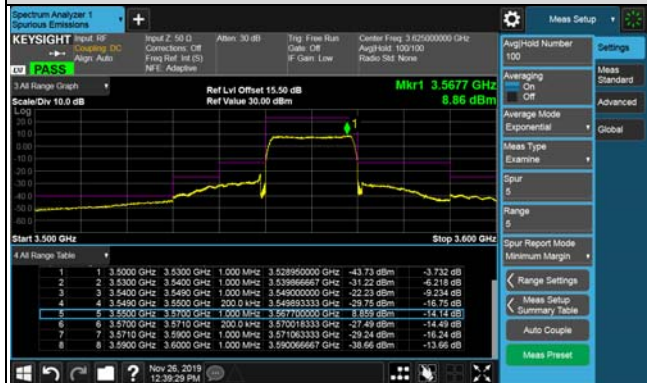 Spectrum Analyzer 1
Spurious Emissions
Meas Setup
KEYSIGHT
Input: RF
Coupling: DC
Align: Auto
Input Z: 50 Ω
Corrections: Off
Freq Ref: Int (S)
NFE: Adaptive
Atten: 30 dB
Trig: Free Run
Gate: Off
IF Gain: Low
Center Freq: 3.625000000 GHz
Avg|Hold: 100/100
Radio Std: None
PASS
3 All Range Graph
Scale/Div 10.0 dB
Ref Lvl Offset 15.50 dB
Ref Value 30.00 dBm
Mkr1 3.5677 GHz
8.86 dBm
Log
20.0
10.0
0.00
-10.0
-20.0
-30.0
-40.0
-50.0
-60.0
1
Start 3.500 GHz
Stop 3.600 GHz
4 All Range Table
1 1 3.5000 GHz 3.5300 GHz 1.000 MHz 3.528950000 GHz -43.73 dBm -3.732 dB
2 2 3.5300 GHz 3.5400 GHz 1.000 MHz 3.539866667 GHz -31.22 dBm -6.218 dB
3 3 3.5400 GHz 3.5490 GHz 1.000 MHz 3.549000000 GHz -22.23 dBm -9.234 dB
4 4 3.5490 GHz 3.5500 GHz 200.0 kHz 3.549893333 GHz -29.75 dBm -16.75 dB
5 5 3.5500 GHz 3.5700 GHz 1.000 MHz 3.567700000 GHz 8.859 dBm -14.14 dB
6 6 3.5700 GHz 3.5710 GHz 200.0 kHz 3.570018333 GHz -27.49 dBm -14.49 dB
7 7 3.5710 GHz 3.5900 GHz 1.000 MHz 3.571063333 GHz -29.24 dBm -16.24 dB
8 8 3.5900 GHz 3.6000 GHz 1.000 MHz 3.590066667 GHz -38.66 dBm -13.66 dB
Nov 26, 2019
12:39:29 PM
Avg|Hold Number
100
Averaging
On
Off
Average Mode
Exponential
Meas Type
Examine
Spur
5
Range
5
Spur Report Mode
Minimum Margin
Range Settings
Meas Setup
Summary Table
Auto Couple
Meas Preset
Settings
Meas
Standard
Advanced
Global